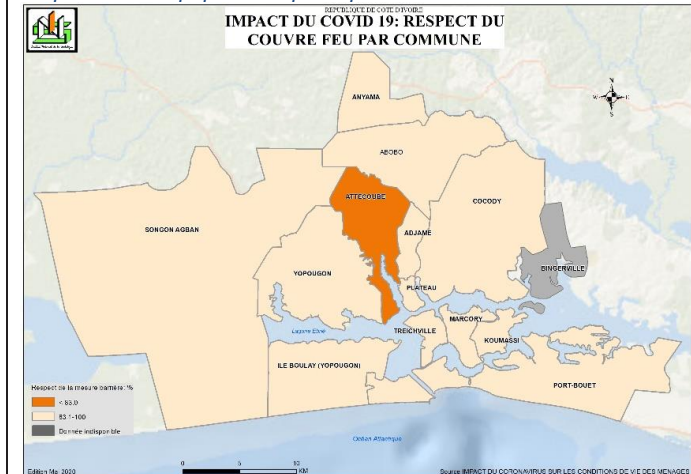 REPUBLIQUE DE COTE D'IVOIRE
IMPACT DU COVID 19: RESPECT DU
COUVRE FEU PAR COMMUNE
N
E
S
ANYAMA
ABOBO
ATTECOUBE
COCODY
SONGON AGBAN
ADJAME
BINGERVILLE
YOPOUGON
PLATEAU
MARCORY
Lagune Ebrié
TREICHVILLE
KOUMASSI
ILE BOULAY (YOPOUGON)
PORT-BOUET
Respect de la mesure barrière: %
< 83.0
83.1-100
Donnée indisponible
Océan Atlantique
0 5 10
KM
Edition Mai 2020
Source IMPACT DU CORONAVIRUS SUR LES CONDITIONS DE VIE DES MENAGES